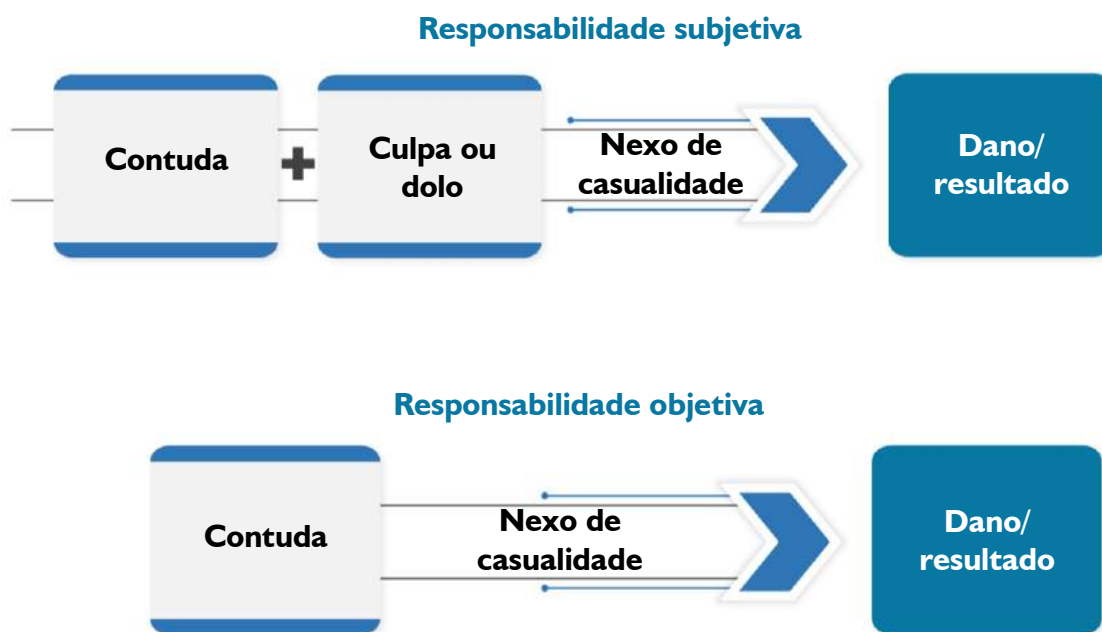 Responsabilidade subjetiva
Contuda
Culpa ou
dolo
Nexo de
casualidade
Dano/
resultado
Responsabilidade objetiva
Contuda
Nexo de
casualidade
Dano/
resultado